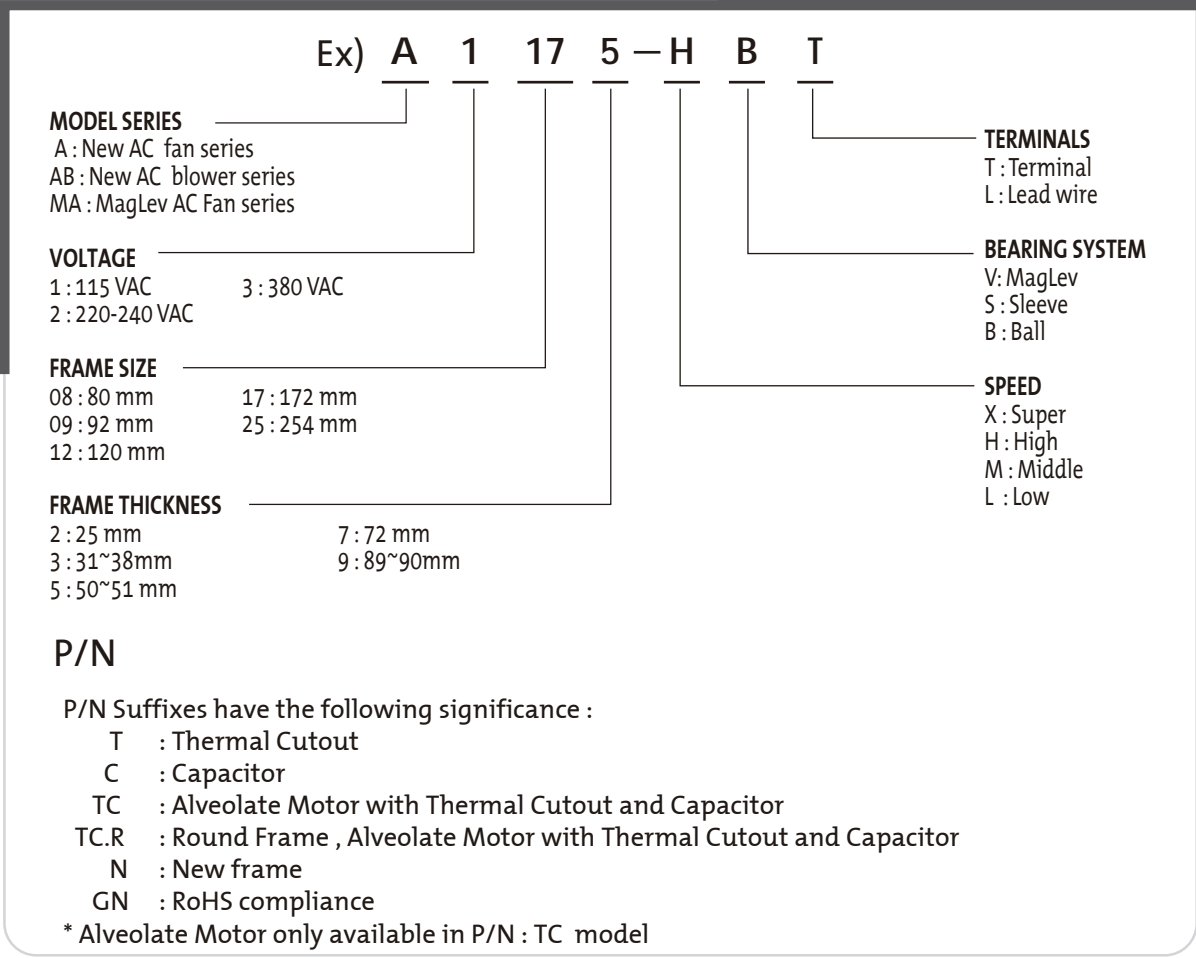 Ex) A 1 17 5 — H B T
MODEL SERIES
A : New AC fan series
AB : New AC blower series
MA : MagLev AC Fan series
VOLTAGE
1 : 115 VAC 3 : 380 VAC
2 : 220-240 VAC
FRAME SIZE
08 : 80 mm 17 : 172 mm
09 : 92 mm 25 : 254 mm
12 : 120 mm
FRAME THICKNESS
2 : 25 mm 7 : 72 mm
3 : 31~38mm 9 : 89~90mm
5 : 50~51 mm
TERMINALS
T : Terminal
L : Lead wire
BEARING SYSTEM
V: MagLev
S : Sleeve
B : Ball
SPEED
X : Super
H : High
M : Middle
L : Low
P/N
P/N Suffixes have the following significance :
T : Thermal Cutout
C : Capacitor
TC : Alveolate Motor with Thermal Cutout and Capacitor
TC.R : Round Frame , Alveolate Motor with Thermal Cutout and Capacitor
N : New frame
GN : RoHS compliance
* Alveolate Motor only available in P/N : TC model